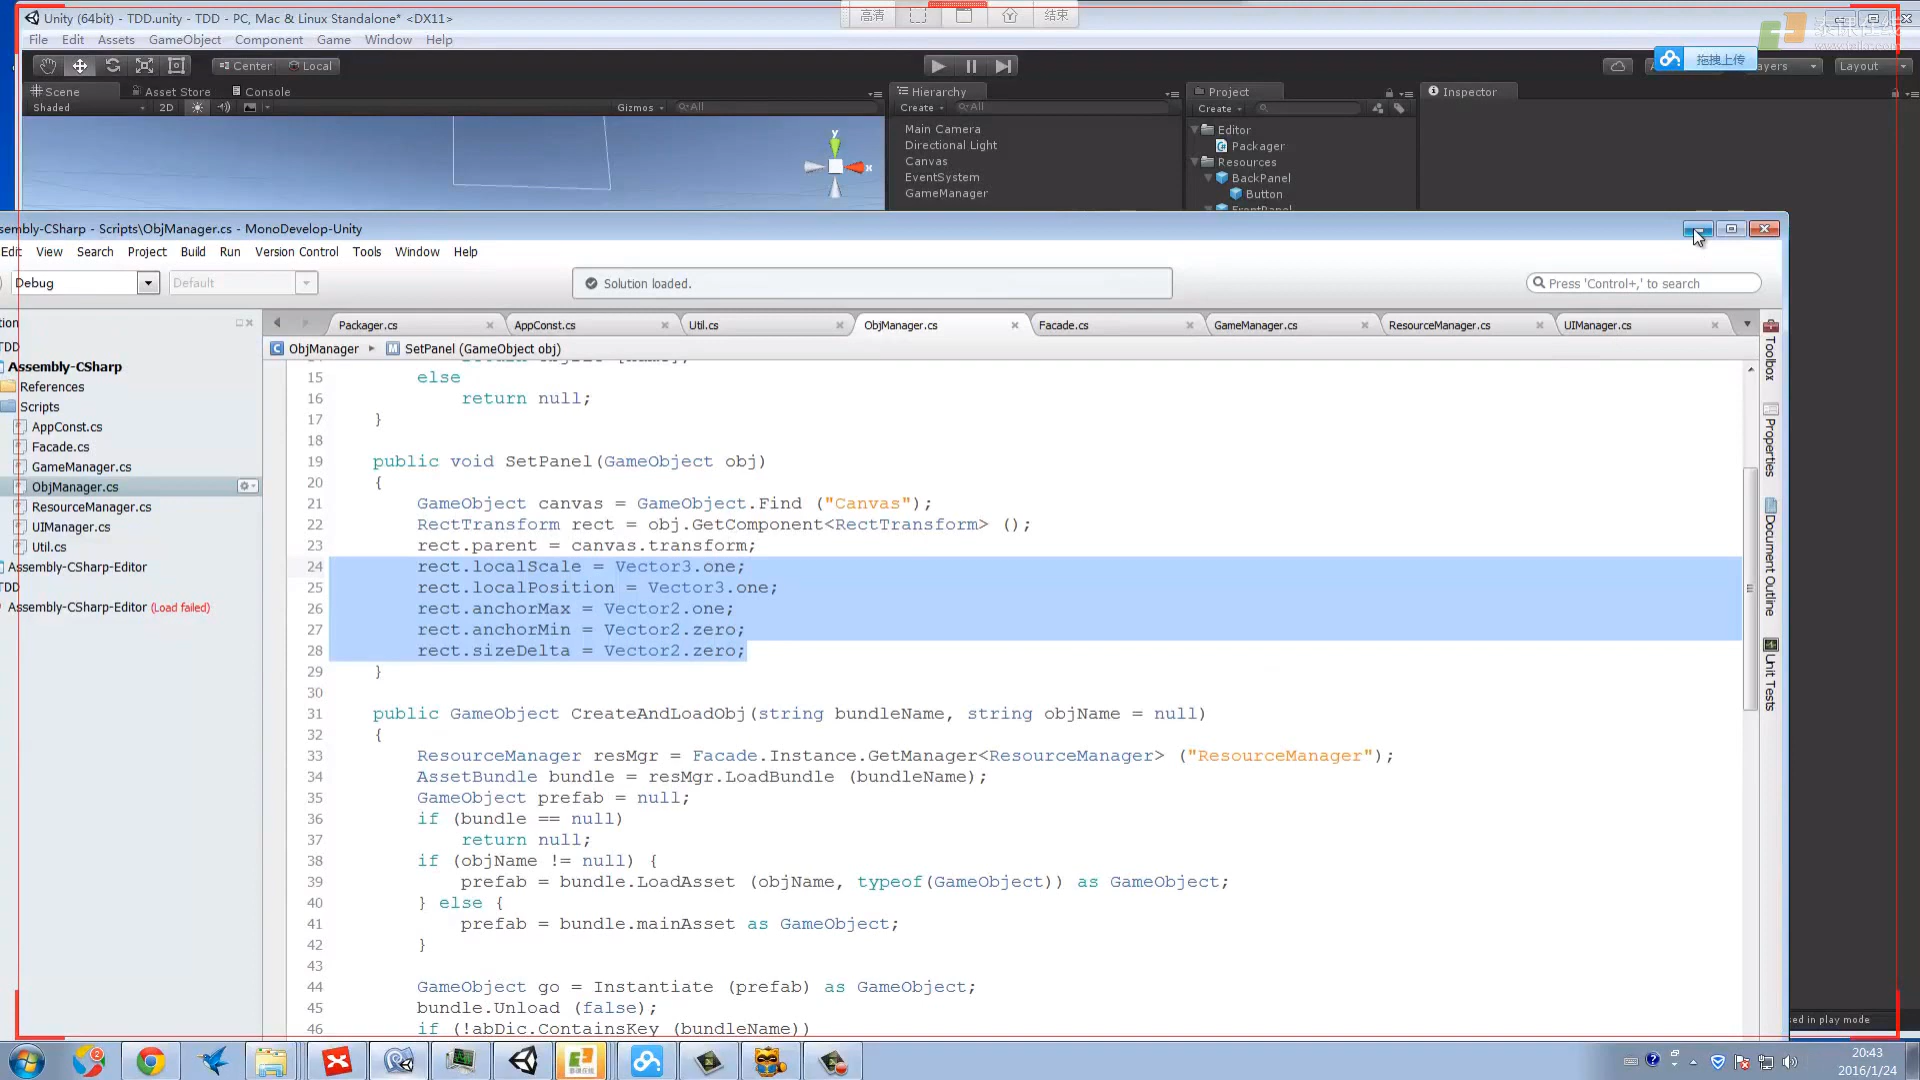 Unity (64bit) - TDD.unity - TDD - PC, Mac & Linux Standalone* <DX11>
高清
结束
File Edit Assets GameObject Component Game Window Help
拖拽上传
Center Local
Layout
Scene Asset Store Console
Hierarchy
Project
Inspector
Shaded 2D Gizmos All
Create All
Create
Main Camera
Directional Light
Canvas
EventSystem
GameManager
Editor
Packager
Resources
BackPanel
Button
FrontPanel
sembly-CSharp - Scripts\ObjManager.cs - MonoDevelop-Unity
Edit View Search Project Build Run Version Control Tools Window Help
Debug Default
Solution loaded.
Press 'Control+,' to search
tion
Packager.cs AppConst.cs Util.cs ObjManager.cs Facade.cs GameManager.cs ResourceManager.cs UIManager.cs
ObjManager SetPanel (GameObject obj)
TDD
Assembly-CSharp
References
Scripts
AppConst.cs
Facade.cs
GameManager.cs
ObjManager.cs
ResourceManager.cs
UIManager.cs
Util.cs
Assembly-CSharp-Editor
TDD
Assembly-CSharp-Editor (Load failed)
15 else
16 return null;
17 }
18
19 public void SetPanel(GameObject obj)
20 {
21 GameObject canvas = GameObject.Find ("Canvas");
22 RectTransform rect = obj.GetComponent<RectTransform> ();
23 rect.parent = canvas.transform;
24 rect.localScale = Vector3.one;
25 rect.localPosition = Vector3.one;
26 rect.anchorMax = Vector2.one;
27 rect.anchorMin = Vector2.zero;
28 rect.sizeDelta = Vector2.zero;
29 }
30
31 public GameObject CreateAndLoadObj(string bundleName, string objName = null)
32 {
33 ResourceManager resMgr = Facade.Instance.GetManager<ResourceManager> ("ResourceManager");
34 AssetBundle bundle = resMgr.LoadBundle (bundleName);
35 GameObject prefab = null;
36 if (bundle == null)
37 return null;
38 if (objName != null) {
39 prefab = bundle.LoadAsset (objName, typeof(GameObject)) as GameObject;
40 } else {
41 prefab = bundle.mainAsset as GameObject;
42 }
43
44 GameObject go = Instantiate (prefab) as GameObject;
45 bundle.Unload (false);
46 if (!abDic.ContainsKey (bundleName))
Toolbox
Properties
Document Outline
Unit Tests
ed in play mode
20:43
2016/1/24